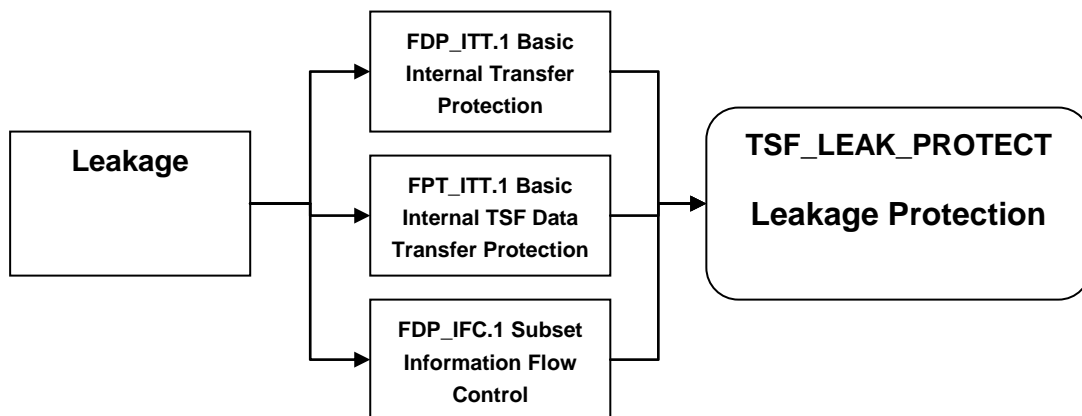 Leakage
FDP_ITT.1 Basic
Internal Transfer
Protection
FPT_ITT.1 Basic
Internal TSF Data
Transfer Protection
FDP_IFC.1 Subset
Information Flow
Control
TSF_LEAK_PROTECT
Leakage Protection